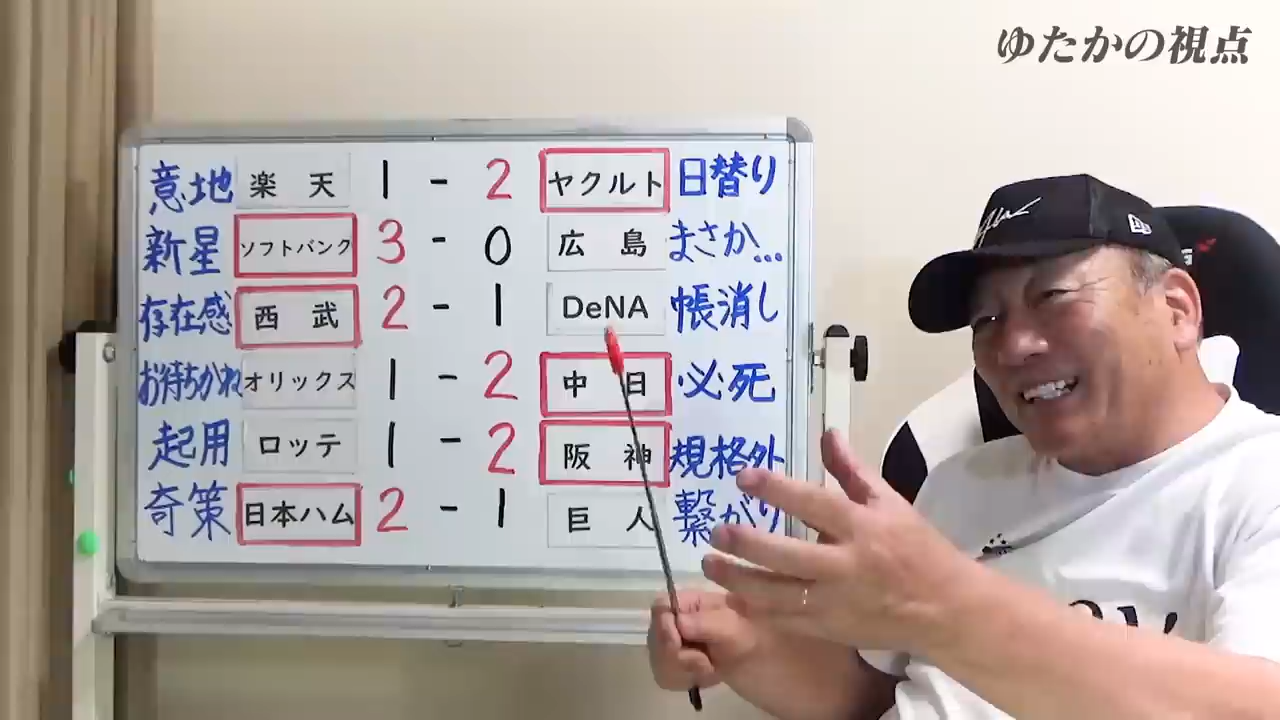 ゆたかの視点
意地 楽天 1 - 2 ヤクルト 日替り
新星 ソフトバンク 3 - 0 広島 まさか...
存在感 西武 2 - 1 DeNA 帳消し
お待ちかね オリックス 1 - 2 中日 必死
起用 ロッテ 1 - 2 阪神 規格外
奇策 日本ハム 2 - 1 巨人 繋がり